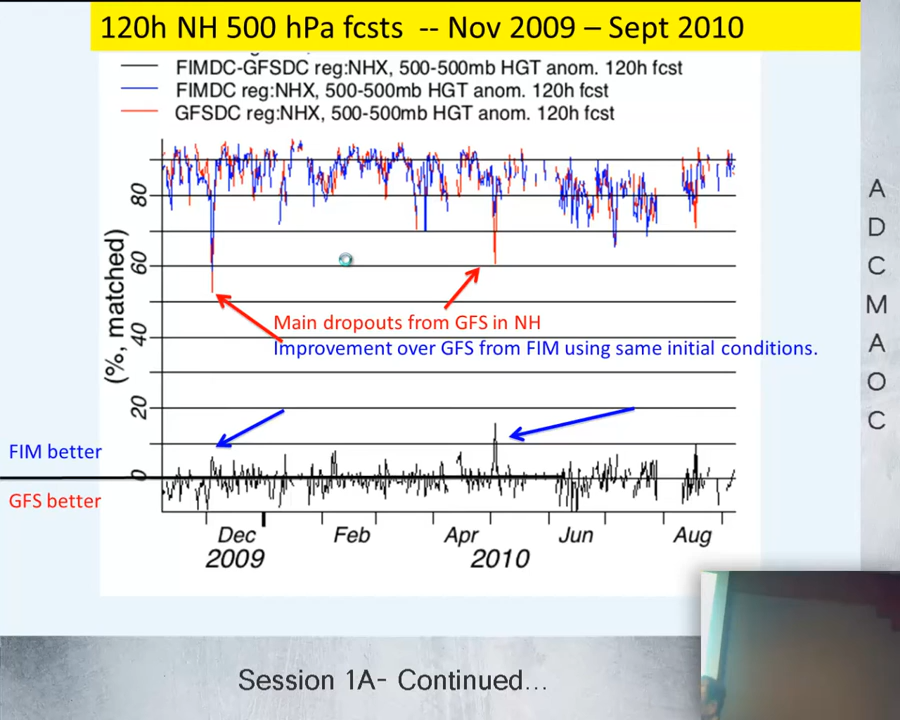 120h NH 500 hPa fcsts -- Nov 2009 – Sept 2010
FIMDC-GFSDC reg:NHX, 500-500mb HGT anom. 120h fcst
FIMDC reg:NHX, 500-500mb HGT anom. 120h fcst
GFSDC reg:NHX, 500-500mb HGT anom. 120h fcst
(%, matched)
80
60
40
20
0
Main dropouts from GFS in NH
Improvement over GFS from FIM using same initial conditions.
FIM better
GFS better
Dec Feb Apr Jun Aug
2009 2010
A
D
C
M
A
O
C
Session 1A- Continued...